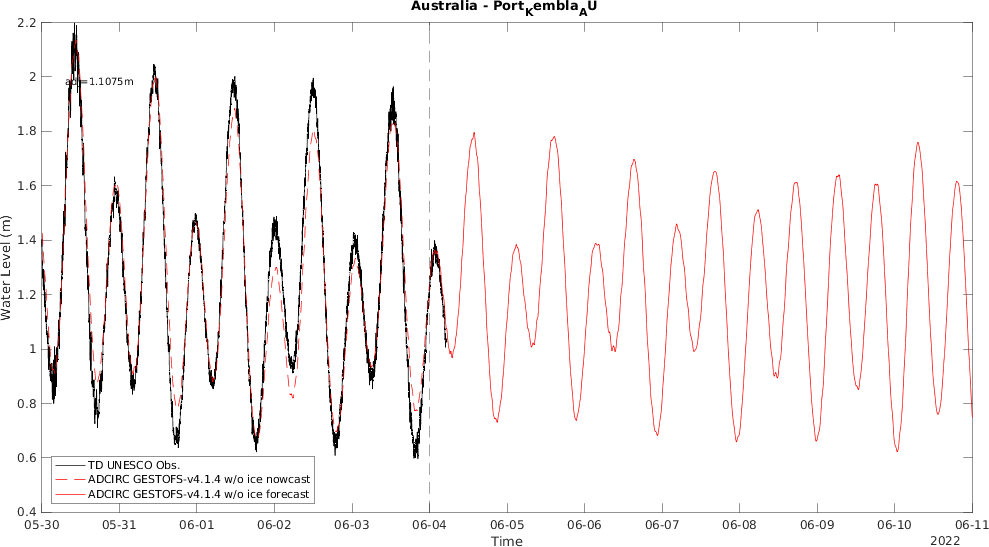 Australia - PortKemblaAU
2.2
2
1.8
1.6
1.4
1.2
1
0.8
0.6
0.4
Water Level (m)
adj=1.1075m
TD UNESCO Obs.
ADCIRC GESTOFS-v4.1.4 w/o ice nowcast
ADCIRC GESTOFS-v4.1.4 w/o ice forecast
05-30 05-31 06-01 06-02 06-03 06-04 06-05 06-06 06-07 06-08 06-09 06-10 06-11
Time
2022